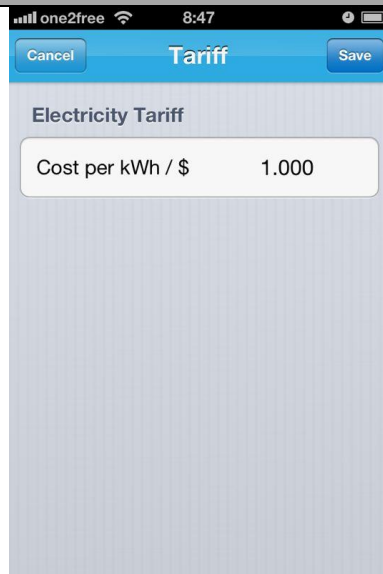 one2free 8:47
Cancel Tariff Save
Electricity Tariff
Cost per kWh / $ 1.000